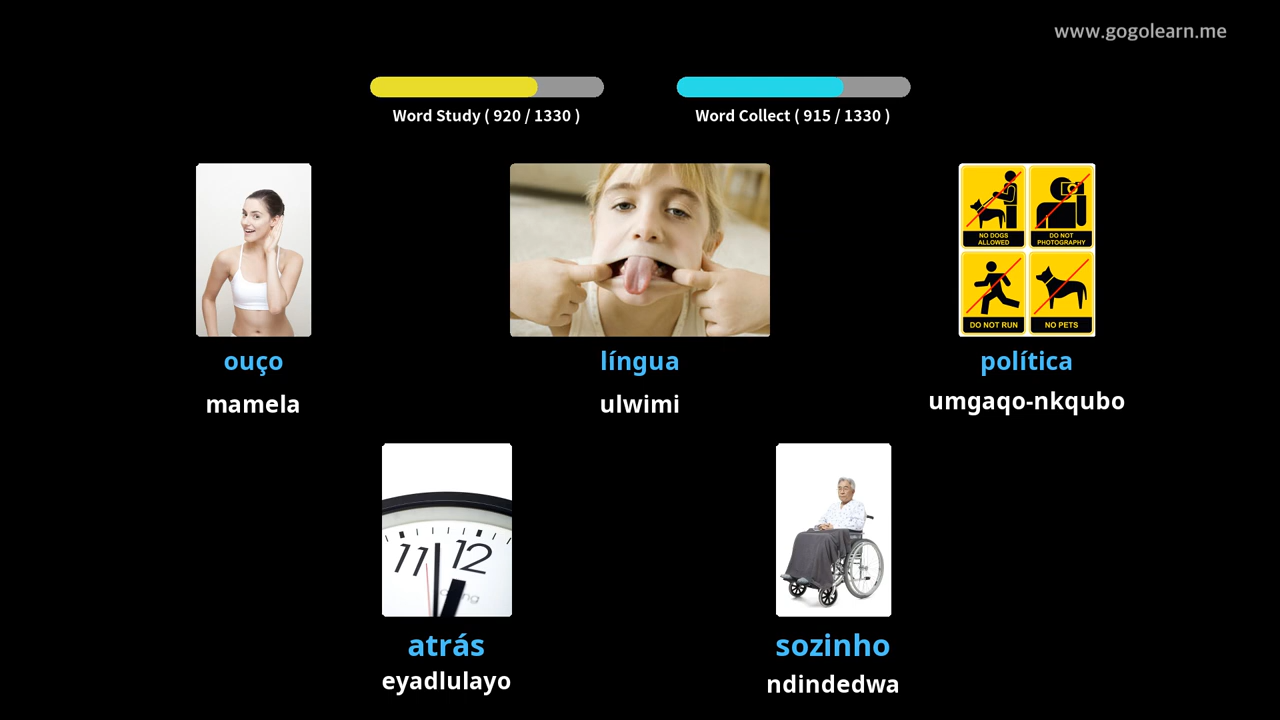 www.gogolearn.me
Word Study ( 920 / 1330 )
Word Collect ( 915 / 1330 )
NO DOGS
ALLOWED
DO NOT
PHOTOGRAPHY
DO NOT RUN
NO PETS
ouço
língua
política
mamela
ulwimi
umgaqo-nkqubo
11 12
atrás
sozinho
eyadlulayo
ndindedwa